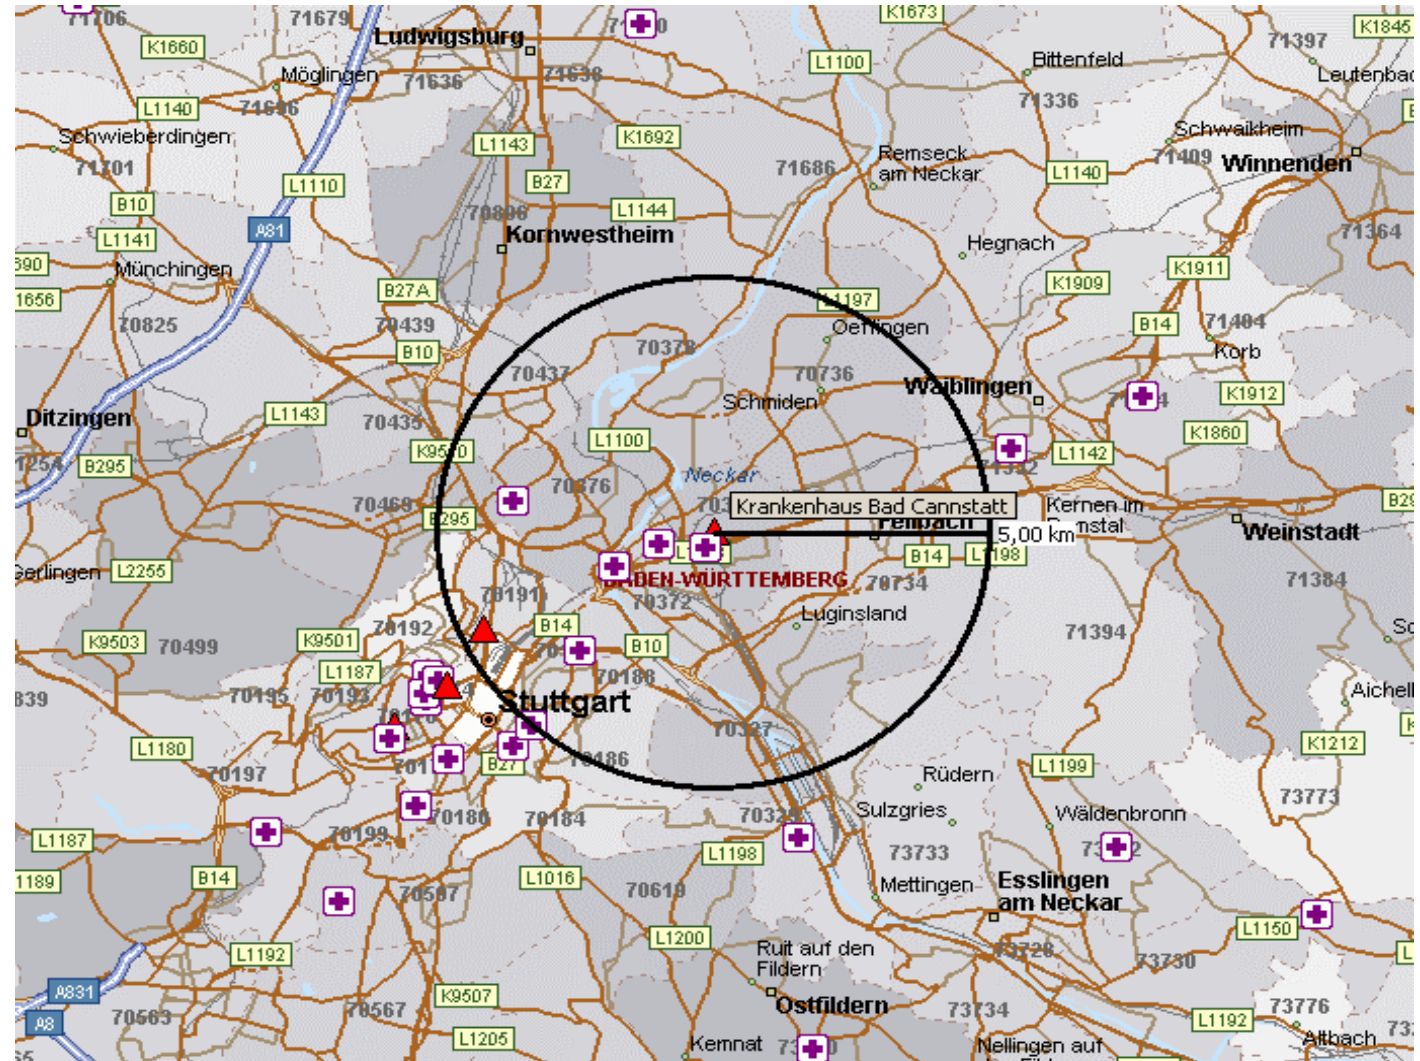 71706
71679
K1660
Ludwigsburg
K1673
K1845
71397
Möglingen
71636
71638
L1100
Bittenfeld
L1140
71696
71336
Schwieberdingen
L1143
K1692
Schwaikheim
71409
Winnenden
71701
L1110
B27
71686
Remseck
am Neckar
L1140
B10
70806
L1144
A81
L1141
Kornwestheim
Hegnach
71364
Münchingen
K1911
1656
B27A
L1197
K1909
70825
70439
Oeffingen
B14
71404
B10
70378
Korb
70437
70736
Waiblingen
K1912
Ditzingen
L1143
70435
Schmiden
L1100
K1860
B295
L1142
Neckar
70469
70376
Krankenhaus Bad Cannstatt
Kernen im
B295
Fellbach
5,00 km
Weinstadt
Gerlingen
L2255
B14
L1198
BADEN-WÜRTTEMBERG
70734
71384
70191
70372
Luginsland
K9503
70499
K9501
70192
B14
B10
71394
L1187
70195
70193
70188
Stuttgart
839
L1180
70327
K1212
70197
B27
70186
Rüdern
L1199
73773
70180
70184
Sulzgries
Wäldenbronn
L1187
70199
L1198
73733
1189
B14
70597
L1016
70619
Mettingen
Esslingen
am Neckar
L1150
L1192
L1200
Ruit auf den
Fildern
73728
73730
A831
K9507
Ostfildern
73734
73776
A8
70563
70567
L1205
Kemnat
Nellingen auf
L1192
Altbach